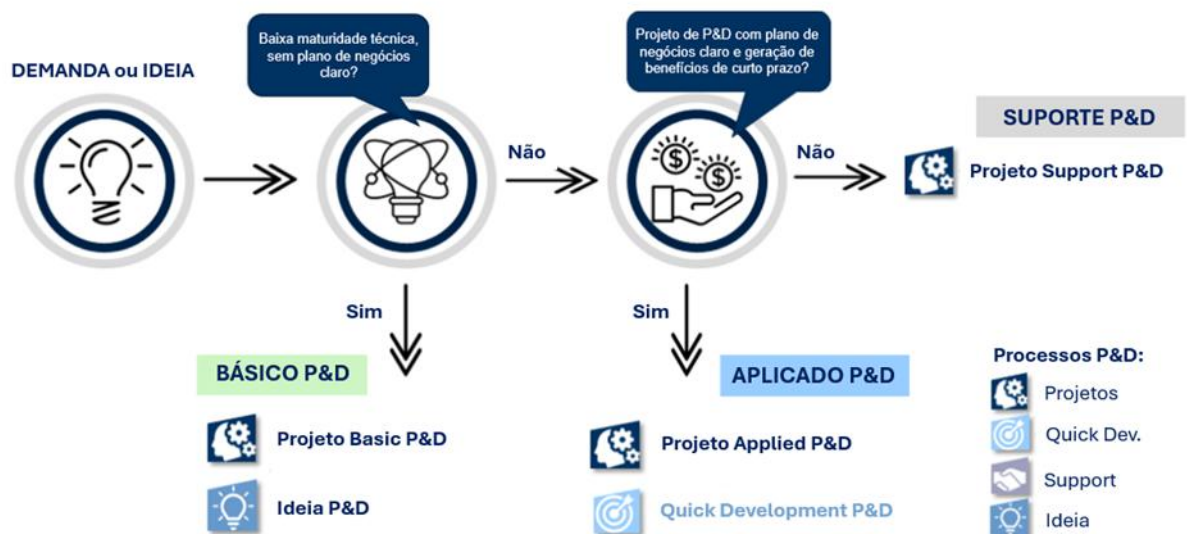 DEMANDA ou IDEIA
Baixa maturidade técnica,
sem plano de negócios
claro?
Projeto de P&D com plano de
negócios claro e geração de
benefícios de curto prazo?
Não
Não
SUPORTE P&D
Projeto Support P&D
Sim
Sim
BÁSICO P&D
Projeto Basic P&D
Ideia P&D
APLICADO P&D
Projeto Applied P&D
Quick Development P&D
Processos P&D:
Projetos
Quick Dev.
Support
Ideia